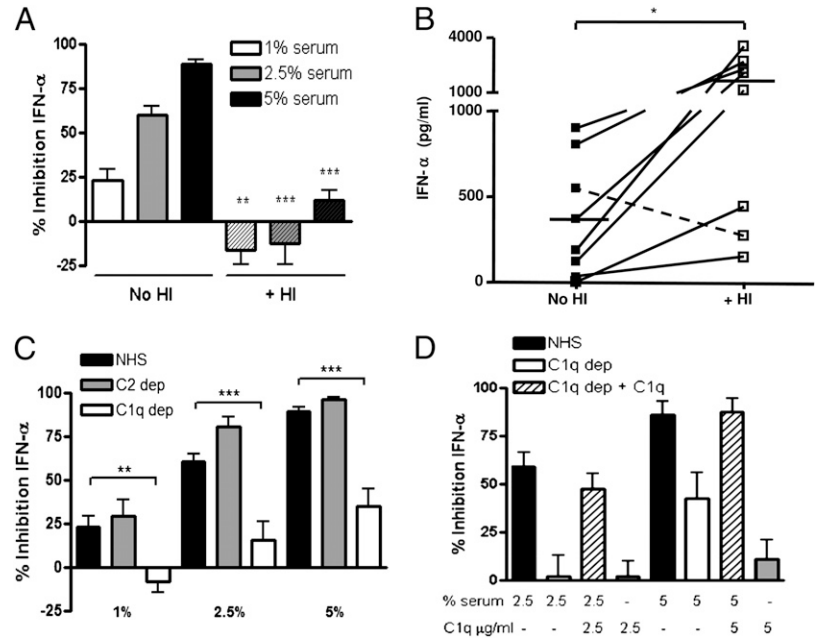 A
% Inhibition IFN-α
100
75
50
25
0
-25
1% serum
2.5% serum
5% serum
** *** ***
No HI + HI
B
IFN-α (pg/ml)
*
4000
1000
1000
500
0
No HI + HI
C
NHS
C2 dep
C1q dep
% Inhibition IFN-α
100
75
50
25
0
-25
** *** ***
1% 2.5% 5%
D
NHS
C1q dep
C1q dep + C1q
% Inhibition IFN-α
100
75
50
25
0
% serum 2.5 2.5 2.5 - 5 5 5 -
C1q µg/ml - - 2.5 2.5 - - 5 5